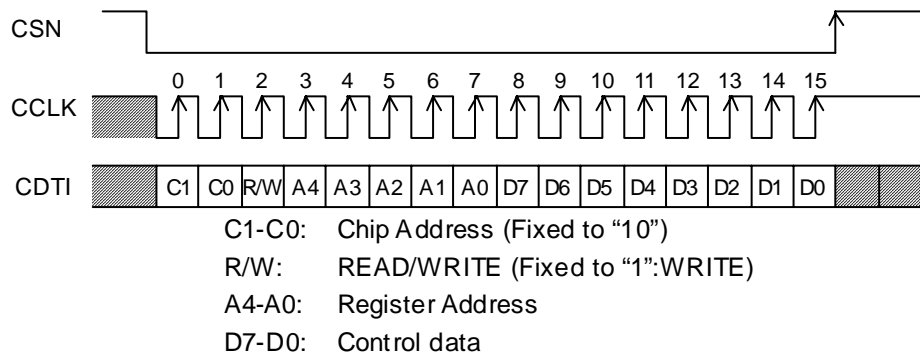 CSN
0 1 2 3 4 5 6 7 8 9 10 11 12 13 14 15
CCLK
CDTI C1 C0 R/W A4 A3 A2 A1 A0 D7 D6 D5 D4 D3 D2 D1 D0
C1-C0: Chip Address (Fixed to “10”)
R/W: READ/WRITE (Fixed to “1”:WRITE)
A4-A0: Register Address
D7-D0: Control data